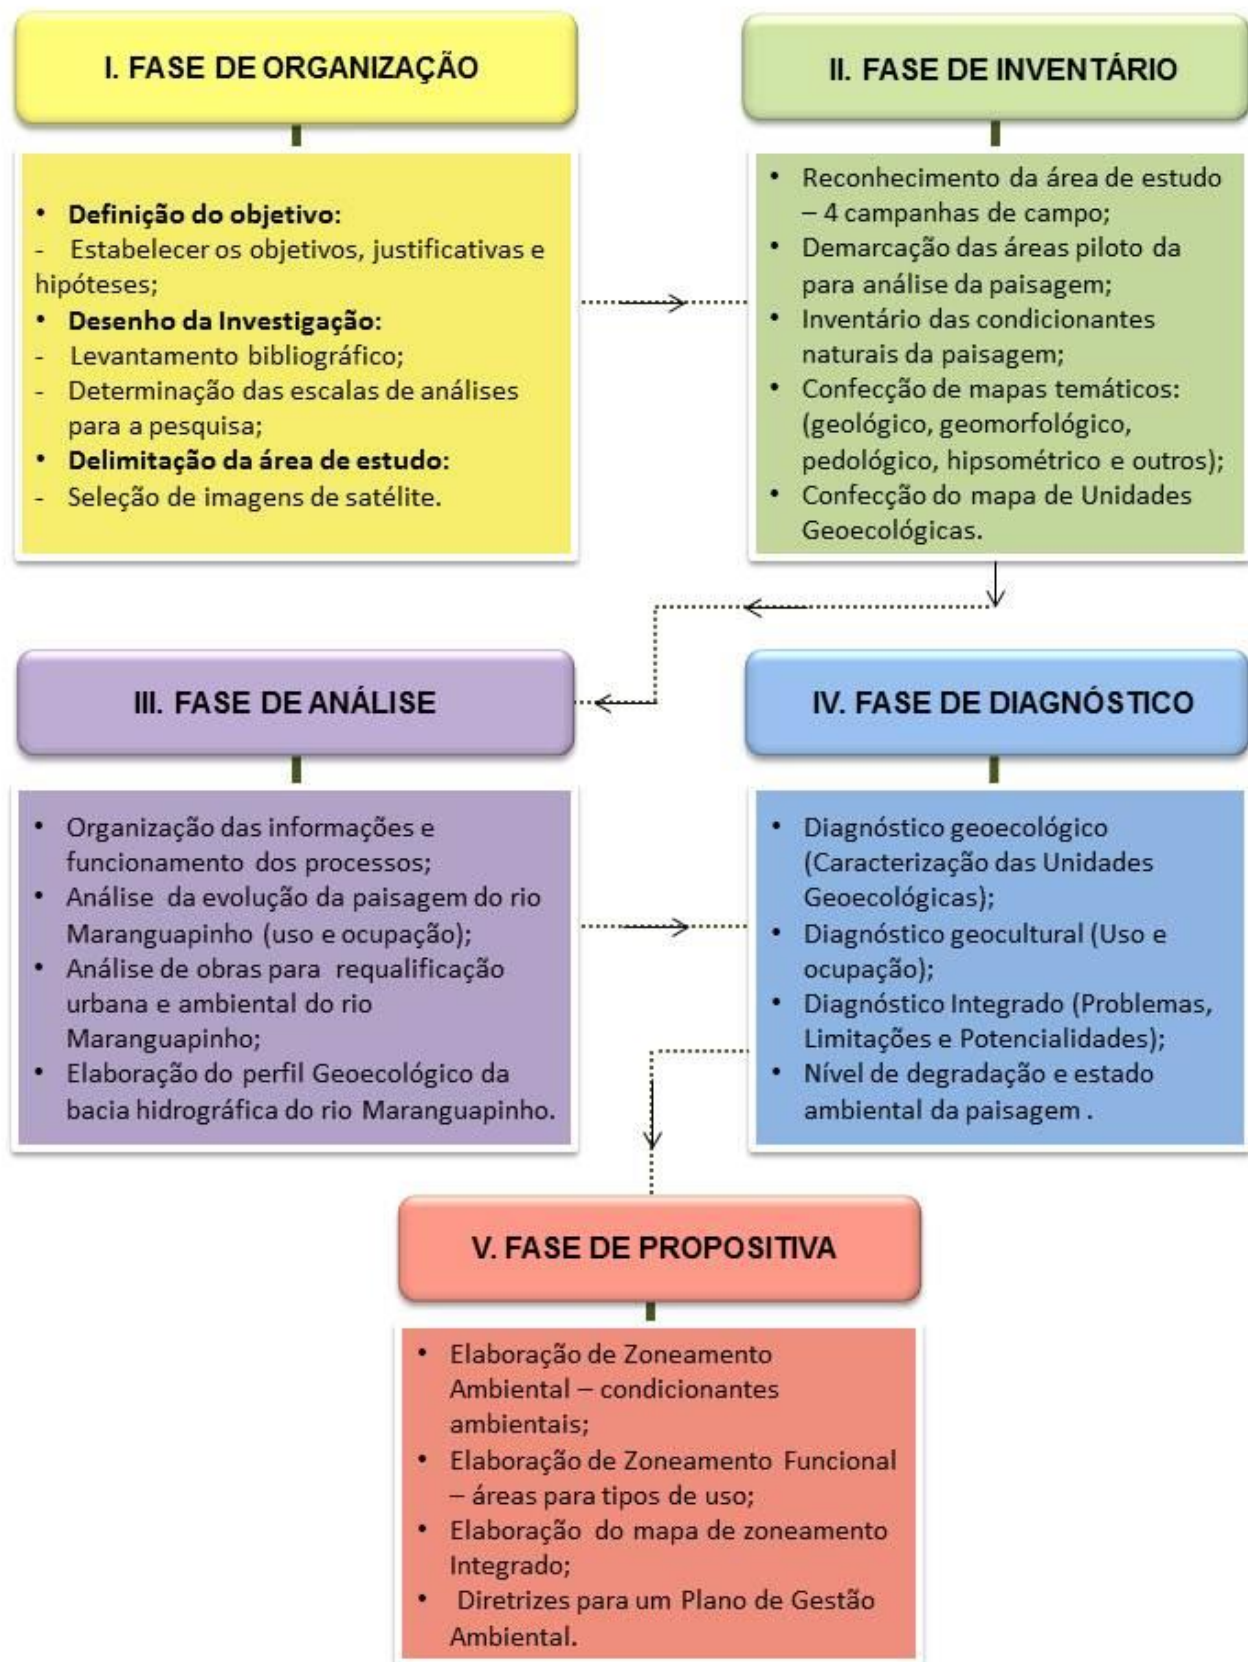 I. FASE DE ORGANIZAÇÃO
• Definição do objetivo:
- Estabelecer os objetivos, justificativas e
hipóteses;
• Desenho da Investigação:
- Levantamento bibliográfico;
- Determinação das escalas de análises
para a pesquisa;
• Delimitação da área de estudo:
- Seleção de imagens de satélite.
II. FASE DE INVENTÁRIO
• Reconhecimento da área de estudo
– 4 campanhas de campo;
• Demarcação das áreas piloto da
para análise da paisagem;
• Inventário das condicionantes
naturais da paisagem;
• Confecção de mapas temáticos:
(geológico, geomorfológico,
pedológico, hipsométrico e outros);
• Confecção do mapa de Unidades
Geoecológicas.
III. FASE DE ANÁLISE
• Organização das informações e
funcionamento dos processos;
• Análise da evolução da paisagem do rio
Maranguapinho (uso e ocupação);
• Análise de obras para requalificação
urbana e ambiental do rio
Maranguapinho;
• Elaboração do perfil Geoecológico da
bacia hidrográfica do rio Maranguapinho.
IV. FASE DE DIAGNÓSTICO
• Diagnóstico geoecológico
(Caracterização das Unidades
Geoecológicas);
• Diagnóstico geocultural (Uso e
ocupação);
• Diagnóstico Integrado (Problemas,
Limitações e Potencialidades);
• Nível de degradação e estado
ambiental da paisagem .
V. FASE DE PROPOSITIVA
• Elaboração de Zoneamento
Ambiental – condicionantes
ambientais;
• Elaboração de Zoneamento Funcional
– áreas para tipos de uso;
• Elaboração do mapa de zoneamento
Integrado;
• Diretrizes para um Plano de Gestão
Ambiental.